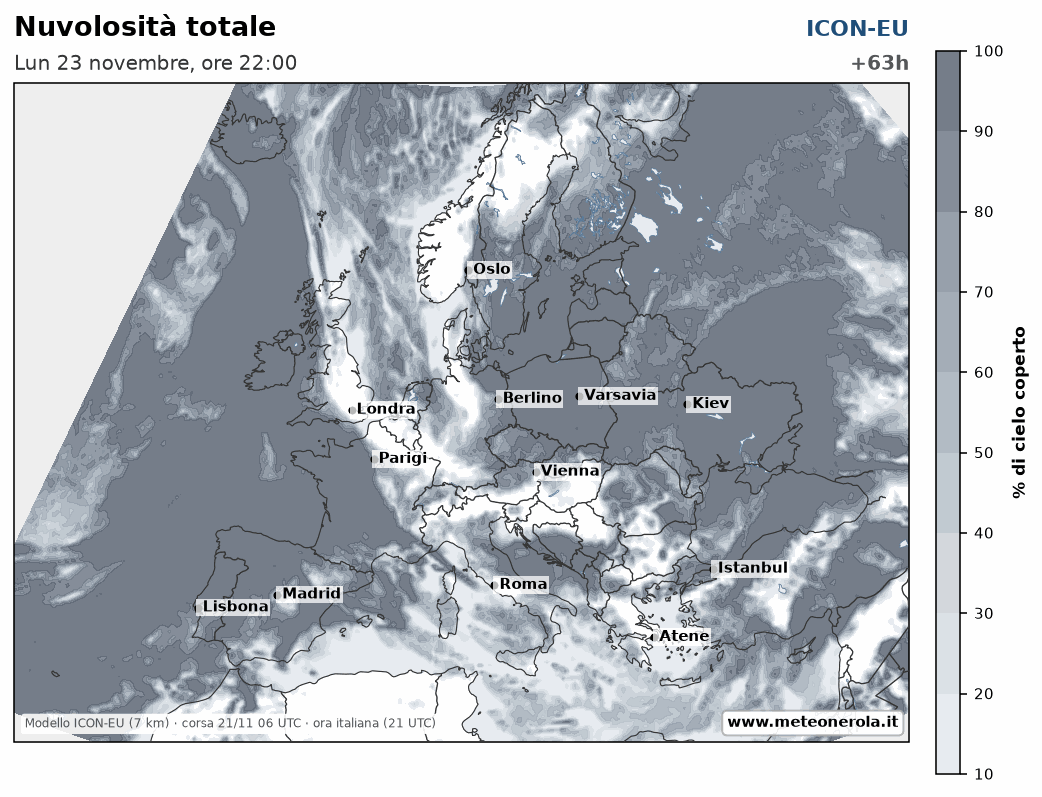 Nuvolosità totale
ICON-EU
Lun 23 novembre, ore 22:00
+63h
100
90
80
70
60
50
40
30
20
10
% di cielo coperto
Oslo
Berlino
Varsavia
Kiev
Londra
Parigi
Vienna
Istanbul
Roma
Madrid
Lisbona
Atene
Modello ICON-EU (7 km) · corsa 21/11 06 UTC · ora italiana (21 UTC)
www.meteonerola.it